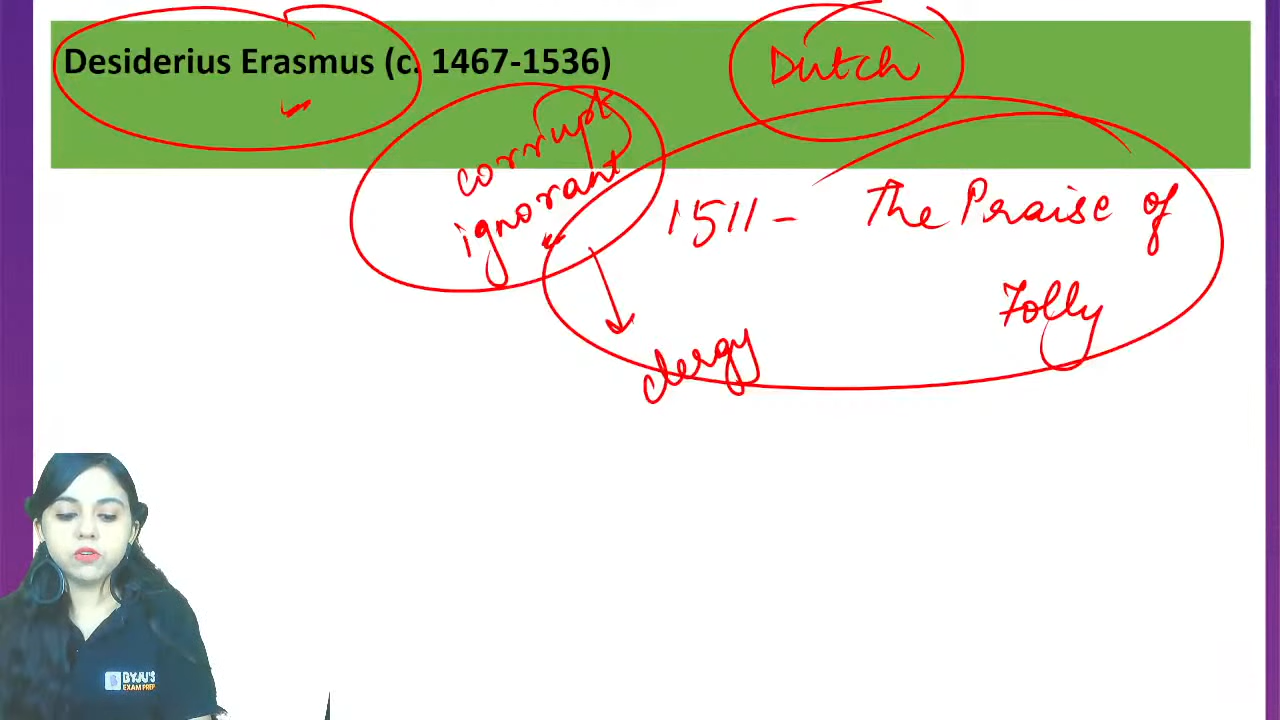 Desiderius Erasmus (c. 1467-1536)
Dutch
corrupt
ignorant
1511 - The Praise of
Folly
clergy
BYJU'S
EXAM PREP